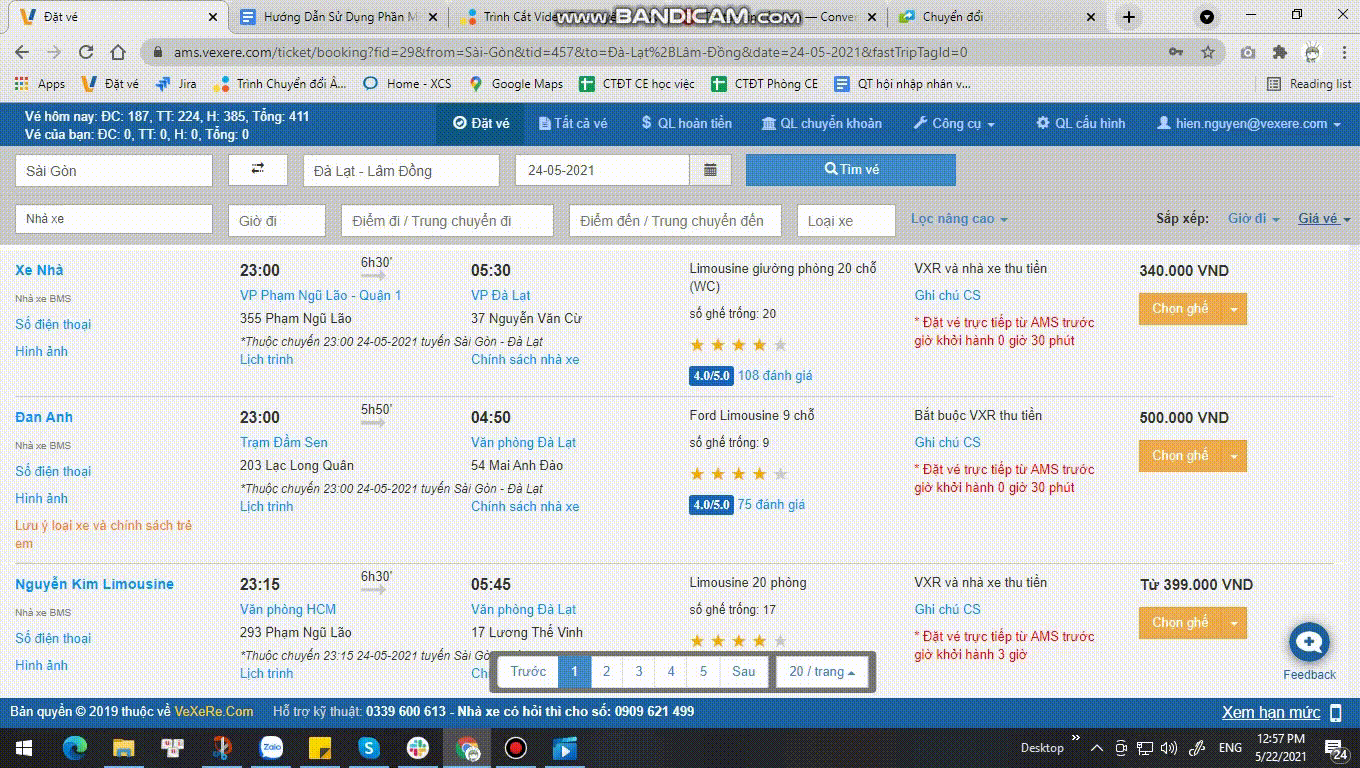 Đặt vé
Hướng Dẫn Sử Dụng Phần M
Trình Cắt Vide
www.BANDICAM.com
— Conver
Chuyển đổi
ams.vexere.com/ticket/booking?fid=29&from=Sài-Gòn&tid=457&to=Đà-Lạt%2BLâm-Đồng&date=24-05-2021&fastTripTagId=0
Apps Đặt vé Jira Trình Chuyển đổi Â... Home - XCS Google Maps CTĐT CE học việc CTĐT Phòng CE QT hội nhập nhân v... Reading list
Vé hôm nay: ĐC: 187, TT: 224, H: 385, Tổng: 411
Vé của bạn: ĐC: 0, TT: 0, H: 0, Tổng: 0
Đặt vé Tất cả vé QL hoàn tiền QL chuyển khoản Công cụ QL cấu hình hien.nguyen@vexere.com
Sài Gòn Đà Lạt - Lâm Đồng 24-05-2021 Tìm vé
Nhà xe Giờ đi Điểm đi / Trung chuyển đi Điểm đến / Trung chuyển đến Loại xe Lọc nâng cao Sắp xếp: Giờ đi Giá vé
Xe Nhà
Nhà xe BMS
Số điện thoại
Hình ảnh
23:00 6h30' 05:30
VP Phạm Ngũ Lão - Quận 1 VP Đà Lạt
355 Phạm Ngũ Lão 37 Nguyễn Văn Cừ
*Thuộc chuyến 23:00 24-05-2021 tuyến Sài Gòn - Đà Lạt
Lịch trình Chính sách nhà xe
Limousine giường phòng 20 chỗ
(WC)
số ghế trống: 20
4.0/5.0 108 đánh giá
VXR và nhà xe thu tiền
Ghi chú CS
* Đặt vé trực tiếp từ AMS trước
giờ khởi hành 0 giờ 30 phút
340.000 VND
Chọn ghế
Đan Anh
Nhà xe BMS
Số điện thoại
Hình ảnh
Lưu ý loại xe và chính sách trẻ
em
23:00 5h50' 04:50
Trạm Đầm Sen Văn phòng Đà Lạt
203 Lạc Long Quân 54 Mai Anh Đào
*Thuộc chuyến 23:00 24-05-2021 tuyến Sài Gòn - Đà Lạt
Lịch trình Chính sách nhà xe
Ford Limousine 9 chỗ
số ghế trống: 9
4.0/5.0 75 đánh giá
Bắt buộc VXR thu tiền
Ghi chú CS
* Đặt vé trực tiếp từ AMS trước
giờ khởi hành 0 giờ 30 phút
500.000 VND
Chọn ghế
Nguyễn Kim Limousine
Nhà xe BMS
Số điện thoại
Hình ảnh
23:15 6h30' 05:45
Văn phòng HCM Văn phòng Đà Lạt
293 Phạm Ngũ Lão 17 Lương Thế Vinh
*Thuộc chuyến 23:15 24-05-2021 tuyến Sài G
Lịch trình Ch
Limousine 20 phòng
số ghế trống: 17
VXR và nhà xe thu tiền
Ghi chú CS
* Đặt vé trực tiếp từ AMS trước
giờ khởi hành 3 giờ
Từ 399.000 VND
Chọn ghế
Trước 1 2 3 4 5 Sau 20 / trang
Feedback
Bản quyền © 2019 thuộc về VeXeRe.Com Hỗ trợ kỹ thuật: 0339 600 613 - Nhà xe có hỏi thì cho số: 0909 621 499 Xem hạn mức
Zalo
Desktop ENG 12:57 PM
5/22/2021
24